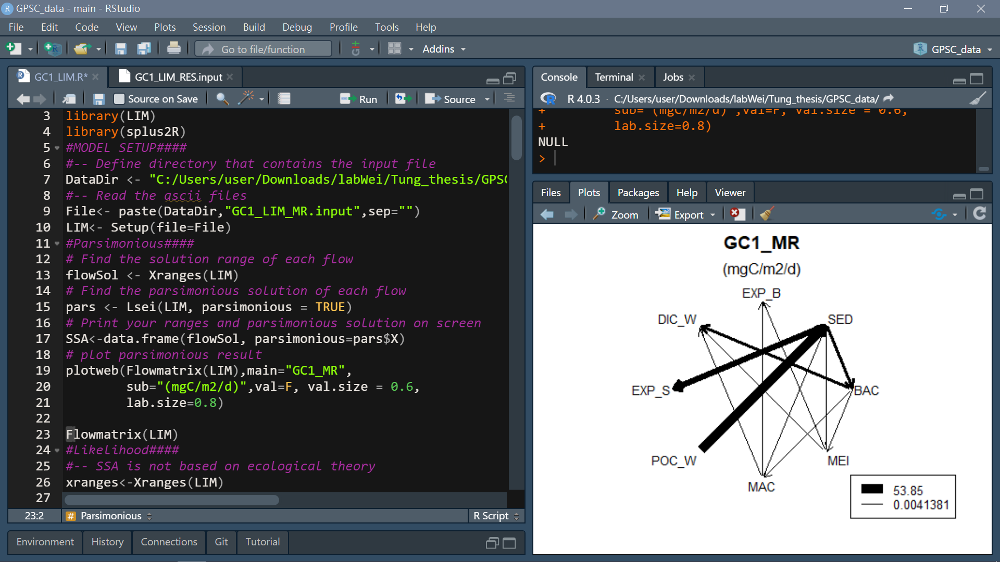 GPSC_data - main - RStudio
File Edit Code View Plots Session Build Debug Profile Tools Help
Go to file/function Addins GPSC_data
GC1_LIM.R* GC1_LIM_RES.input
Source on Save Run Source
3 library(LIM)
4 library(splus2R)
5 #MODEL SETUP####
6 #-- Define directory that contains the input file
7 DataDir <- "C:/Users/user/Downloads/labWei/Tung_thesis/GPSC
8 #-- Read the ascii files
9 File<- paste(DataDir,"GC1_LIM_MR.input",sep="")
10 LIM<- Setup(file=File)
11 #Parsimonious####
12 # Find the solution range of each flow
13 flowSol <- Xranges(LIM)
14 # Find the parsimonious solution of each flow
15 pars <- Lsei(LIM, parsimonious = TRUE)
16 # Print your ranges and parsimonious solution on screen
17 SSA<-data.frame(flowSol, parsimonious=pars$X)
18 # plot parsimonious result
19 plotweb(Flowmatrix(LIM),main="GC1_MR",
20 sub="(mgC/m2/d)",val=F, val.size = 0.6,
21 lab.size=0.8)
22
23 Flowmatrix(LIM)
24 #Likelihood####
25 #-- SSA is not based on ecological theory
26 xranges<-Xranges(LIM)
27
23:2 # Parsimonious R Script
Environment History Connections Git Tutorial
Console Terminal Jobs
R 4.0.3 · C:/Users/user/Downloads/labWei/Tung_thesis/GPSC_data/
+ sub="(mgC/m2/d)",val=F, val.size = 0.6,
+ lab.size=0.8)
NULL
>
Files Plots Packages Help Viewer
Zoom Export
GC1_MR
(mgC/m2/d)
EXP_B
DIC_W SED
EXP_S BAC
POC_W MEI
MAC
53.85
0.0041381